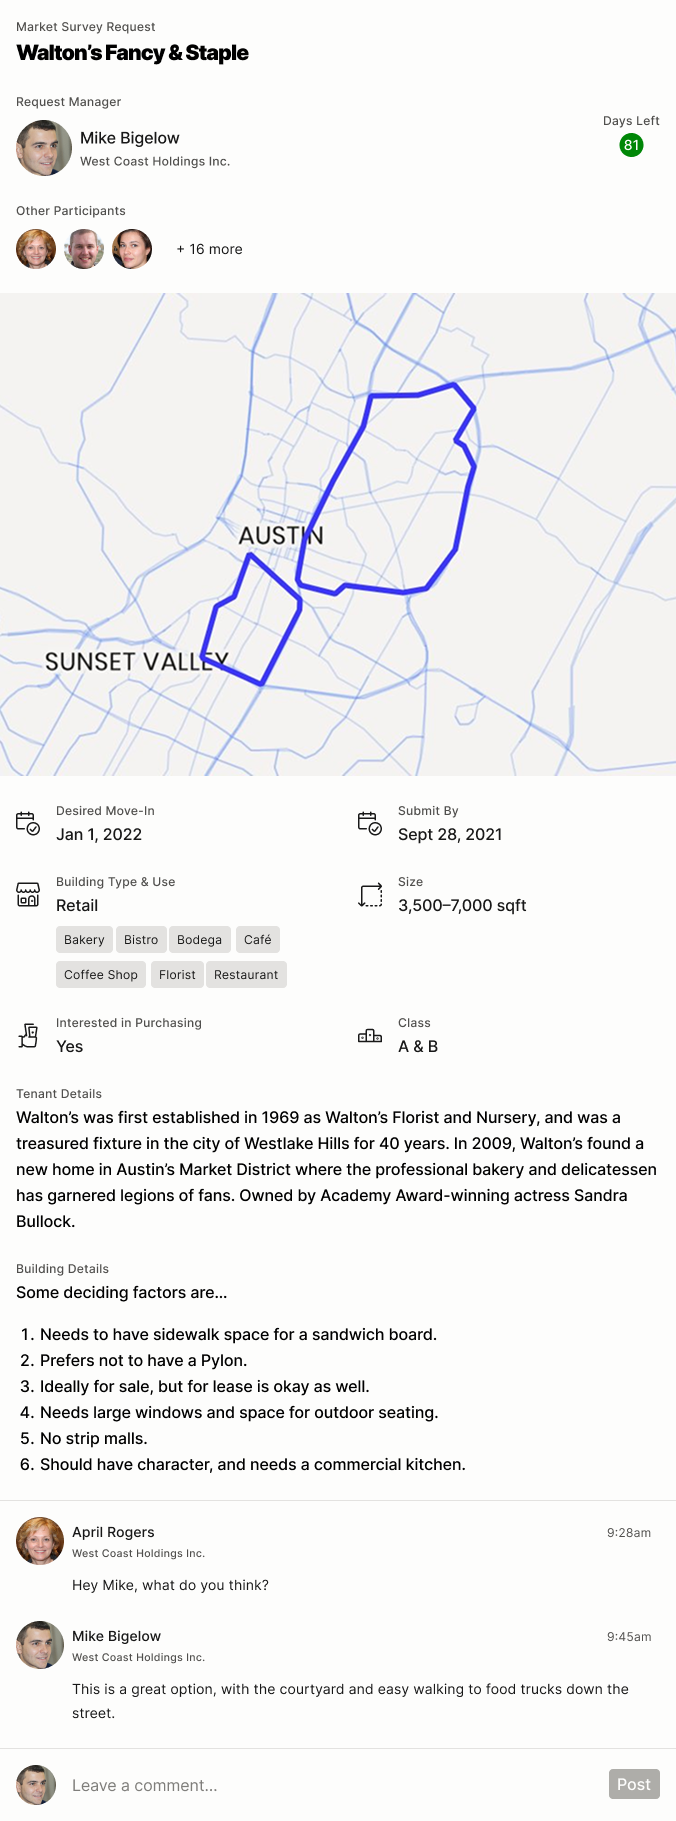 Market Survey Request
Walton’s Fancy & Staple
Request Manager
Mike Bigelow
West Coast Holdings Inc.
Days Left
81
Other Participants
+ 16 more
AUSTIN
SUNSET VALLEY
Desired Move-In
Jan 1, 2022
Submit By
Sept 28, 2021
Building Type & Use
Retail
Bakery Bistro Bodega Café
Coffee Shop Florist Restaurant
Size
3,500–7,000 sqft
Interested in Purchasing
Yes
Class
A & B
Tenant Details
Walton’s was first established in 1969 as Walton’s Florist and Nursery, and was a
treasured fixture in the city of Westlake Hills for 40 years. In 2009, Walton’s found a
new home in Austin’s Market District where the professional bakery and delicatessen
has garnered legions of fans. Owned by Academy Award-winning actress Sandra
Bullock.
Building Details
Some deciding factors are...
1. Needs to have sidewalk space for a sandwich board.
2. Prefers not to have a Pylon.
3. Ideally for sale, but for lease is okay as well.
4. Needs large windows and space for outdoor seating.
5. No strip malls.
6. Should have character, and needs a commercial kitchen.
April Rogers
9:28am
West Coast Holdings Inc.
Hey Mike, what do you think?
Mike Bigelow
9:45am
West Coast Holdings Inc.
This is a great option, with the courtyard and easy walking to food trucks down the
street.
Leave a comment...
Post